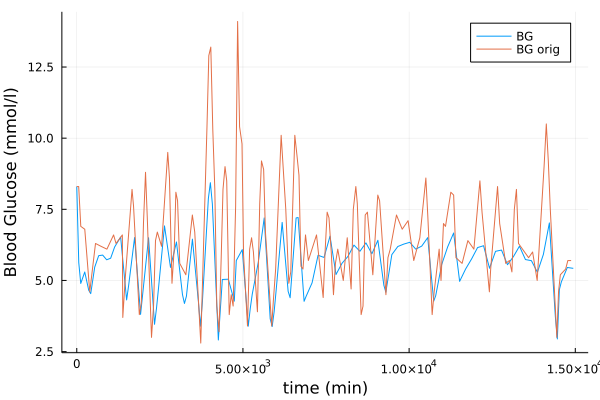 BG
BG orig
Blood Glucose (mmol/l)
12.5
10.0
7.5
5.0
2.5
0
5.00×10³
1.00×10⁴
1.50×10⁴
time (min)